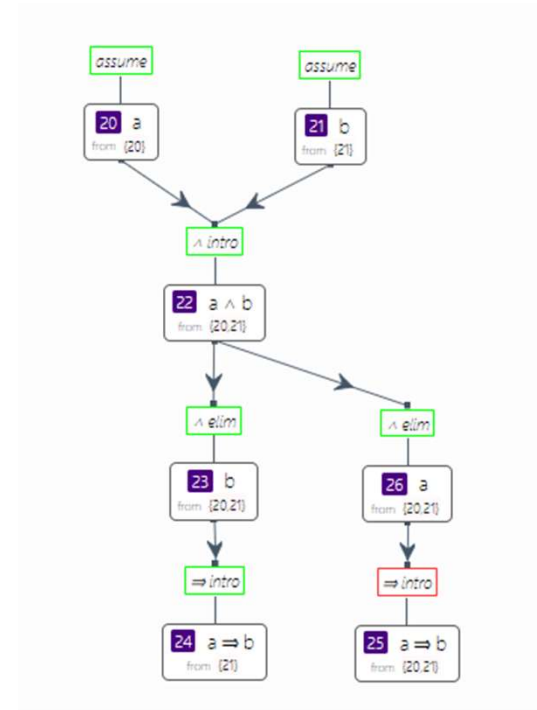 assume
assume
20 a
from {20}
21 b
from {21}
∧ intro
22 a ∧ b
from {20,21}
∧ elim
∧ elim
23 b
from {20,21}
26 a
from {20,21}
⇒ intro
⇒ intro
24 a ⇒ b
from {21}
25 a ⇒ b
from {20,21}